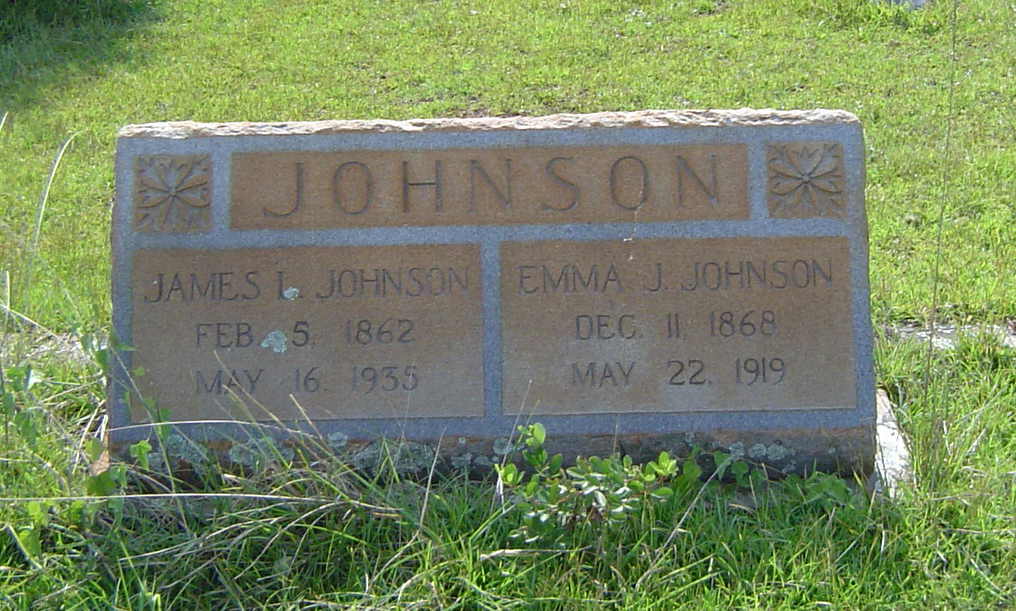 JOHNSON
JAMES L. JOHNSON
FEB. 5, 1862
MAY 16, 1935
EMMA J. JOHNSON
DEC. 11, 1868
MAY 22, 1919